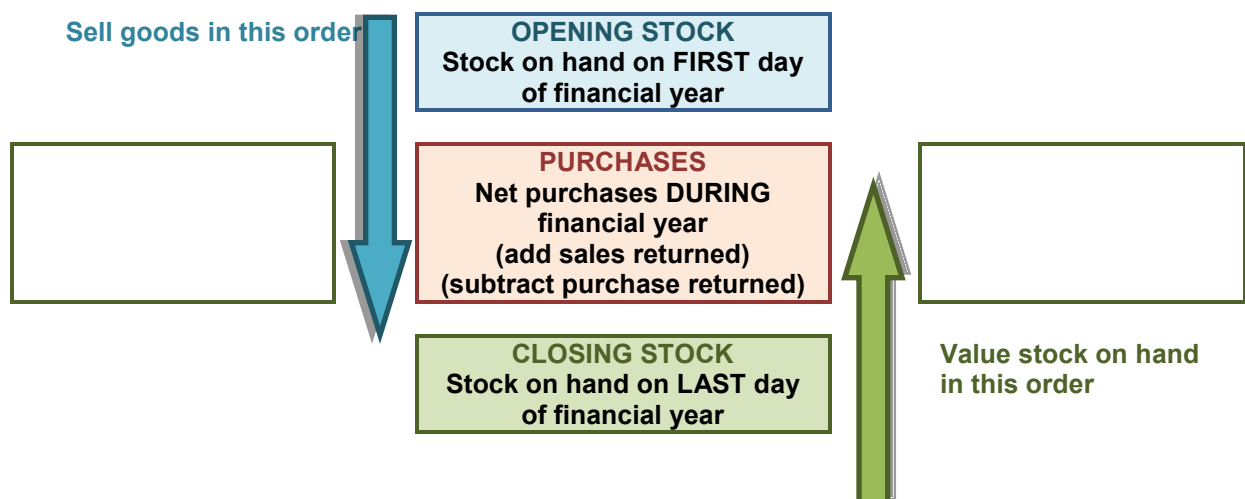 Sell goods in this order
OPENING STOCK
Stock on hand on FIRST day
of financial year
PURCHASES
Net purchases DURING
financial year
(add sales returned)
(subtract purchase returned)
CLOSING STOCK
Stock on hand on LAST day
of financial year
Value stock on hand
in this order